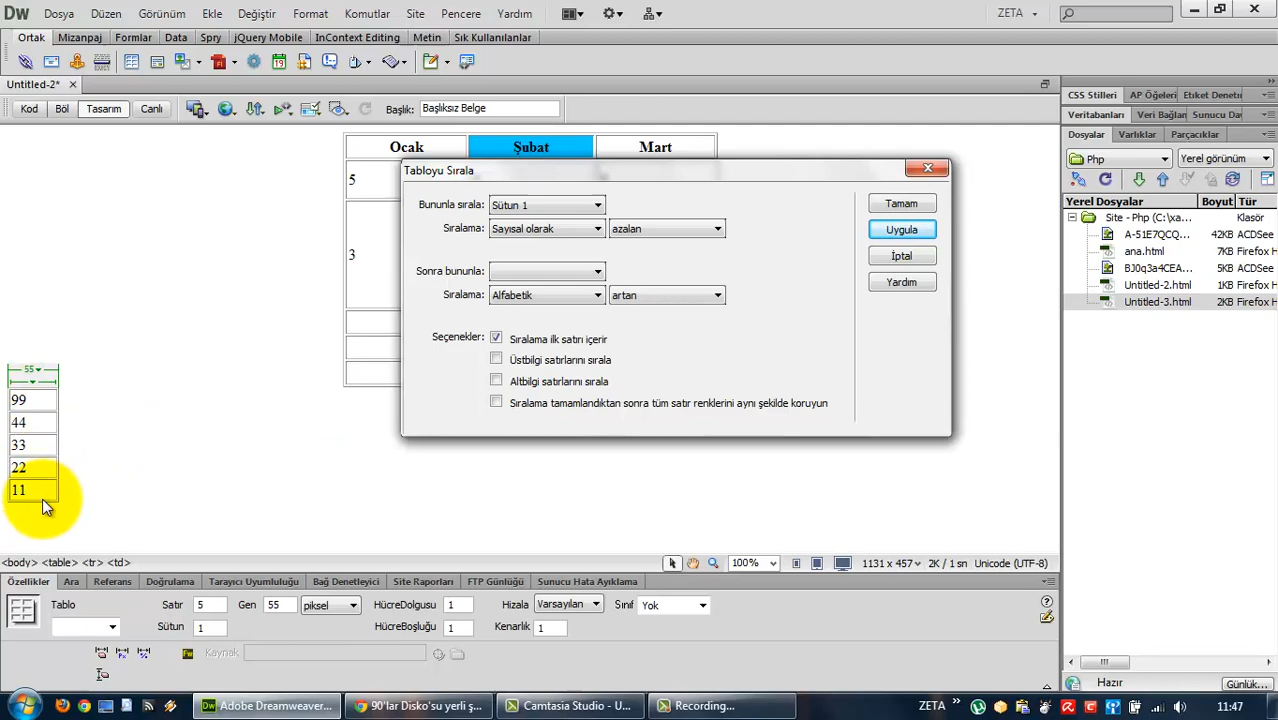 Dw Dosya Düzen Görünüm Ekle Değiştir Format Komutlar Site Pencere Yardım ZETA
Ortak Mizanpaj Formlar Data Spry jQuery Mobile InContext Editing Metin Sık Kullanılanlar
Untitled-2*
Kod Böl Tasarım Canlı Başlık: Başlıksız Belge
Ocak Şubat Mart
5
3
Tabloyu Sırala
Bununla sırala: Sütun 1
Sıralama: Sayısal olarak azalan
Sonra bununla:
Sıralama: Alfabetik artan
Seçenekler: Sıralama ilk satırı içerir
Üstbilgi satırlarını sırala
Altbilgi satırlarını sırala
Sıralama tamamlandıktan sonra tüm satır renklerini aynı şekilde koruyun
Tamam
Uygula
İptal
Yardım
55
99
44
33
22
11
CSS Stilleri AP Öğeleri Etiket Denetı
Veritabanları Veri Bağlar Sunucu Da
Dosyalar Varlıklar Parçacıklar
Php Yerel görünüm
Yerel Dosyalar Boyut Tür
Site - Php (C:\xa... Klasör
A-51E7QCQ... 42KB ACDSee
ana.html 7KB Firefox H
BJ0q3a4CEA... 5KB ACDSee
Untitled-2.html 1KB Firefox H
Untitled-3.html 2KB Firefox H
<body> <table> <tr> <td> 100% 1131 x 457 2K / 1 sn Unicode (UTF-8)
Özellikler Ara Referans Doğrulama Tarayıcı Uyumluluğu Bağ Denetleyici Site Raporları FTP Günlüğü Sunucu Hata Ayıklama
Tablo Satır 5 Gen 55 piksel HücreDolgusu 1 Hizala Varsayılan Sınıf Yok
Sütun 1 HücreBoşluğu 1 Kenarlık 1
Kaynak
Hazır Günlük...
Adobe Dreamweaver... 90'lar Disko'su yerli ş... Camtasia Studio - U... Recording... ZETA 11:47